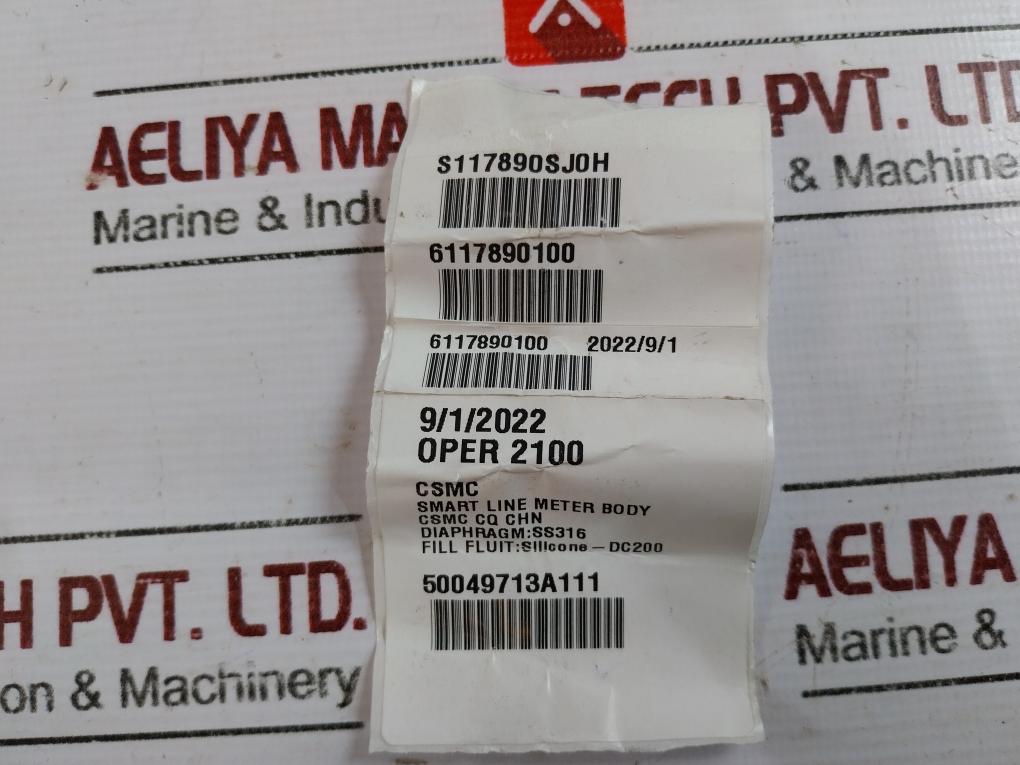 AELIYA MA TECH PVT. LTD
Marine & Indu & Machine
S117890SJ0H
6117890100
6117890100 2022/9/1
9/1/2022
OPER 2100
CSMC
SMART LINE METER BODY
CSMC CQ CHN
DIAPHRAGM:SS316
FILL FLUIT:Silicone-DC200
50049713A111
H PVT. LTD.
on & Machinery
AELIYA
Marine &